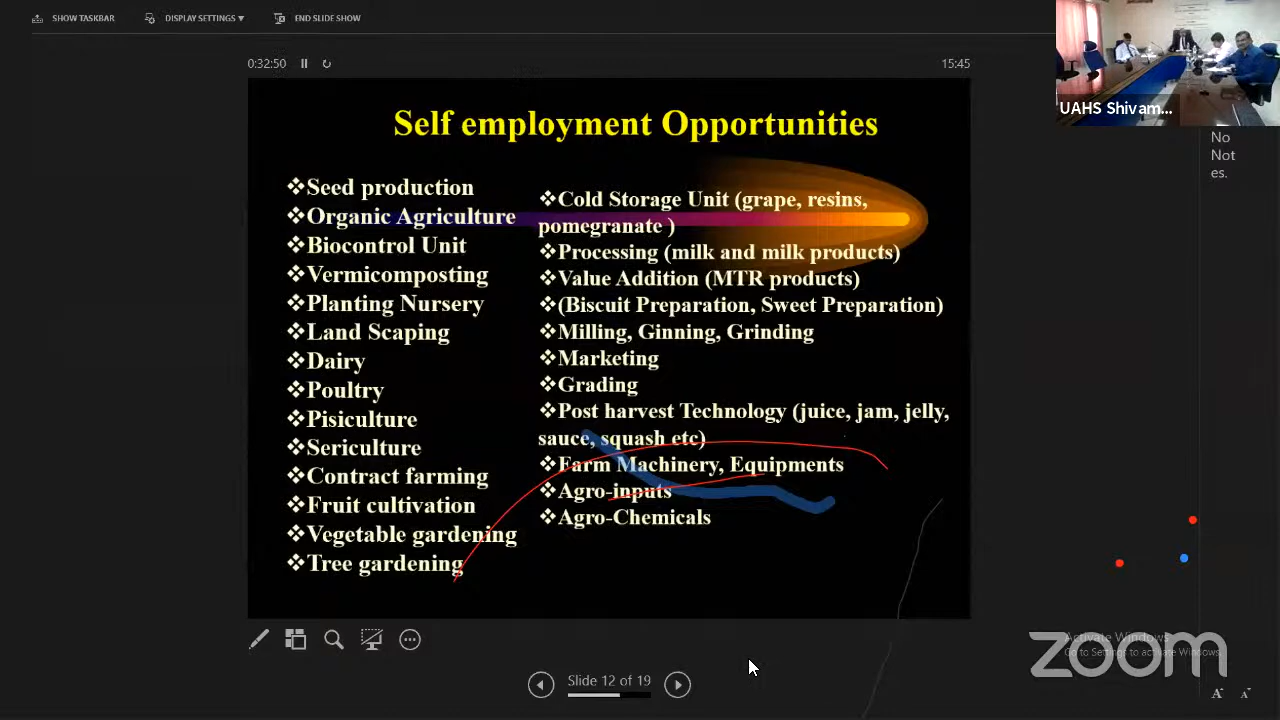 SHOW TASKBAR
DISPLAY SETTINGS ▼
END SLIDE SHOW
0:32:50
15:45
UAHS Shivam...
No
Not
es.
Self employment Opportunities
❖Seed production
❖Organic Agriculture
❖Biocontrol Unit
❖Vermicomposting
❖Planting Nursery
❖Land Scaping
❖Dairy
❖Poultry
❖Pisiculture
❖Sericulture
❖Contract farming
❖Fruit cultivation
❖Vegetable gardening
❖Tree gardening
❖Cold Storage Unit (grape, resins,
pomegranate )
❖Processing (milk and milk products)
❖Value Addition (MTR products)
❖(Biscuit Preparation, Sweet Preparation)
❖Milling, Ginning, Grinding
❖Marketing
❖Grading
❖Post harvest Technology (juice, jam, jelly,
sauce, squash etc)
❖Farm Machinery, Equipments
❖Agro-inputs
❖Agro-Chemicals
Slide 12 of 19
Activate Windows
Go to Settings to activate Windows.
zoom
A A